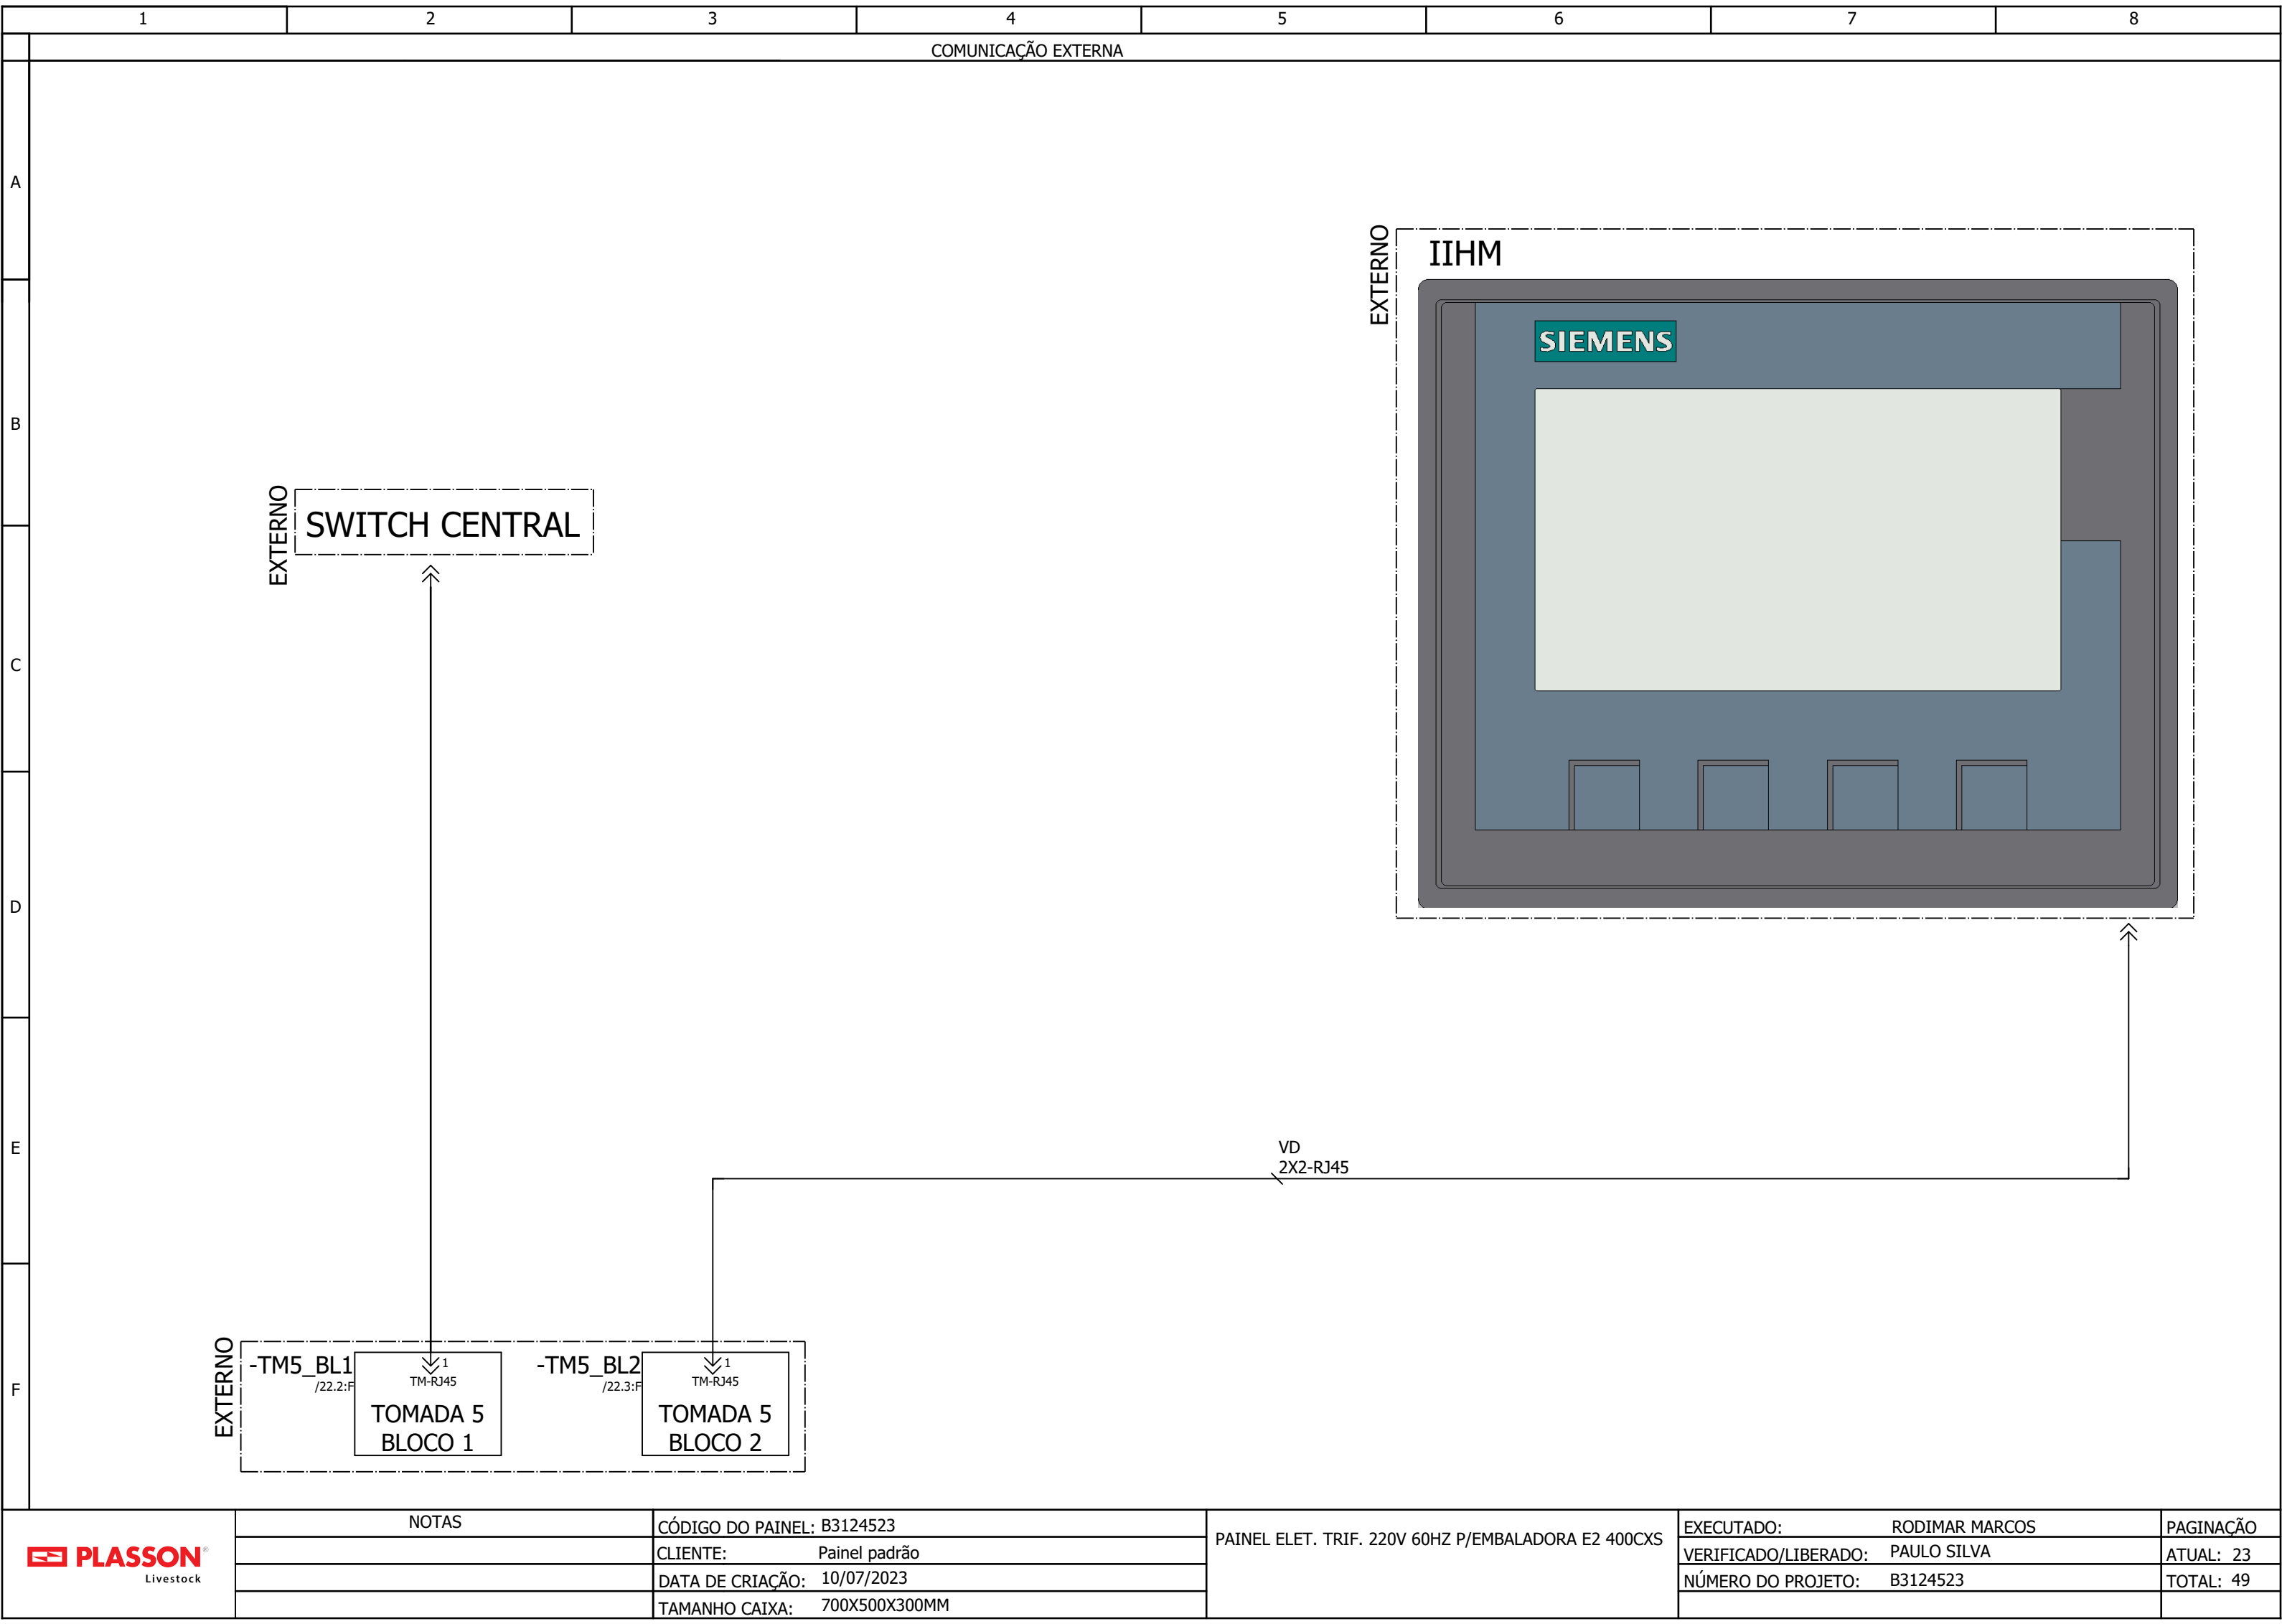 1 2 3 4 5 6 7 8
COMUNICAÇÃO EXTERNA
A
B
C
D
E
F
EXTERNO
IIHM
SIEMENS
EXTERNO
SWITCH CENTRAL
VD
2X2-RJ45
EXTERNO
-TM5_BL1
/22.2:F
1
TM-RJ45
TOMADA 5
BLOCO 1
-TM5_BL2
/22.3:F
1
TM-RJ45
TOMADA 5
BLOCO 2
PLASSON®
Livestock
NOTAS
CÓDIGO DO PAINEL: B3124523
CLIENTE: Painel padrão
DATA DE CRIAÇÃO: 10/07/2023
TAMANHO CAIXA: 700X500X300MM
PAINEL ELET. TRIF. 220V 60HZ P/EMBALADORA E2 400CXS
EXECUTADO: RODIMAR MARCOS
VERIFICADO/LIBERADO: PAULO SILVA
NÚMERO DO PROJETO: B3124523
PAGINAÇÃO
ATUAL: 23
TOTAL: 49